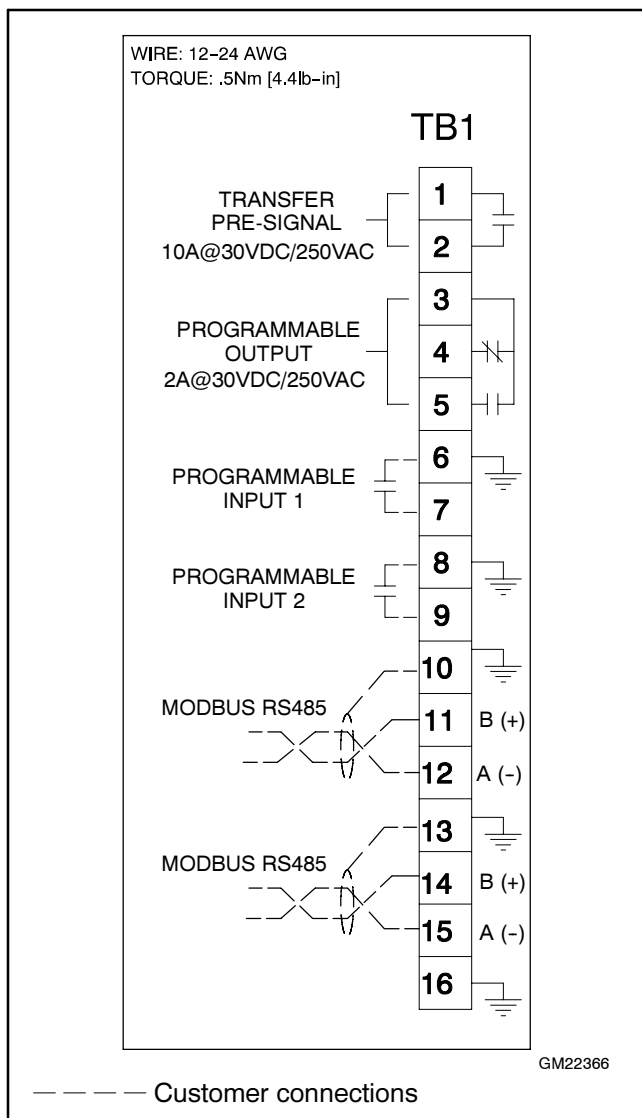 WIRE: 12-24 AWG
TORQUE: .5Nm [4.4lb-in]
TB1
1
TRANSFER
PRE-SIGNAL
10A@30VDC/250VAC
2
3
PROGRAMMABLE
OUTPUT
2A@30VDC/250VAC
4
5
6
PROGRAMMABLE
INPUT 1
7
8
PROGRAMMABLE
INPUT 2
9
10
MODBUS RS485
11 B (+)
12 A (-)
13
MODBUS RS485
14 B (+)
15 A (-)
16
GM22366
Customer connections